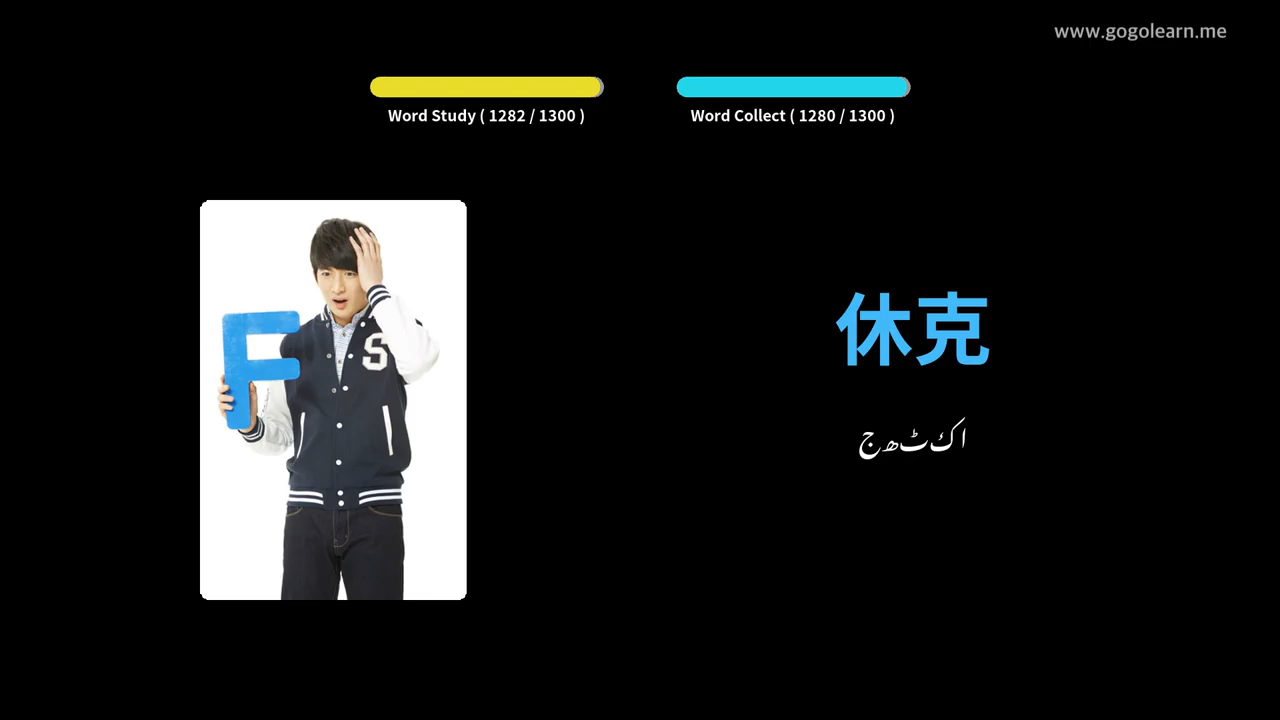 www.gogolearn.me
Word Study ( 1282 / 1300 )
Word Collect ( 1280 / 1300 )
F
S
休克
اکٹھج